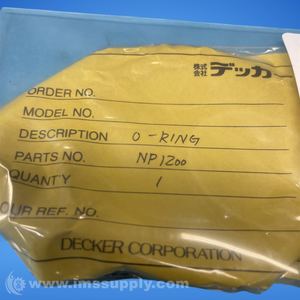 株式会社デッカ
ORDER NO.
MODEL NO.
DESCRIPTION O-RING
PARTS NO. NP1200
QUANTY 1
OUR REF. NO.
DECKER CORPORATION
© www.imssupply.com